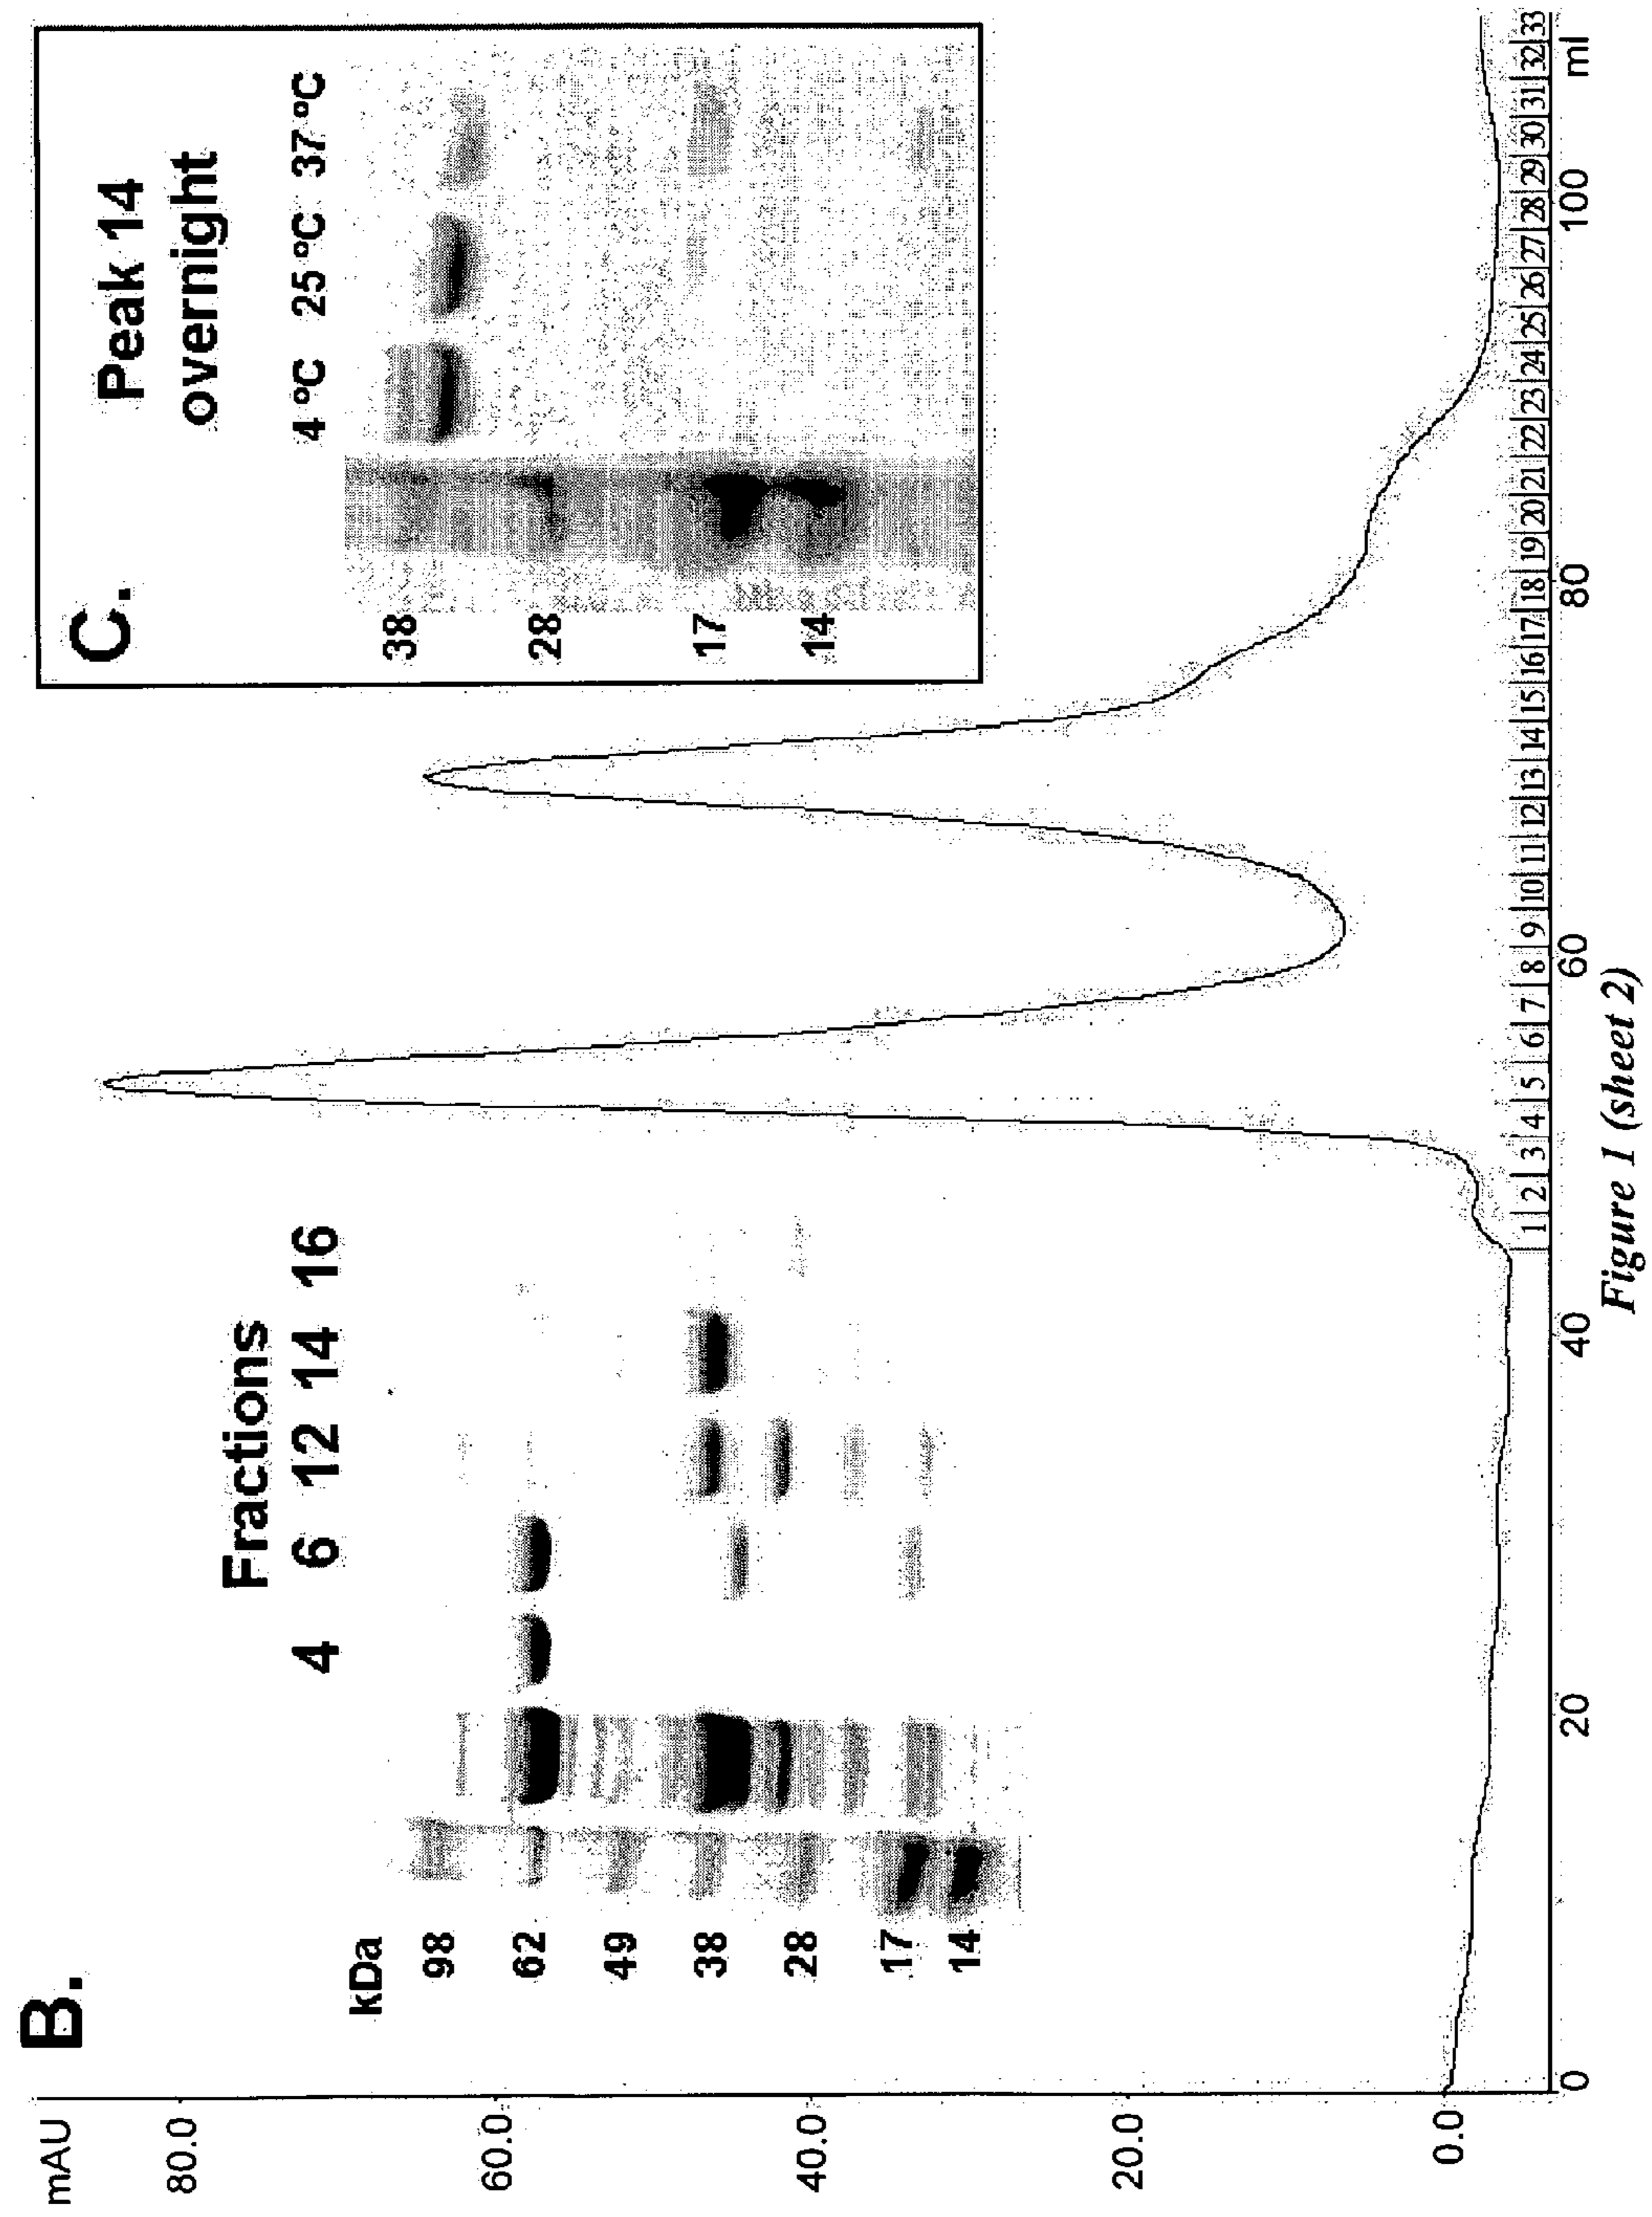 B.
mAU
80.0
60.0
40.0
20.0
0.0
kDa
98
62
49
38
28
17
14
Fractions
4 6 12 14 16
C.
Peak 14
overnight
4 °C 25 °C 37 °C
38
28
17
14
1 2 3 4 5 6 7 8 9 10 11 12 13 14 15 16 17 18 19 20 21 22 23 24 25 26 27 28 29 30 31 32 33
0 20 40 60 80 100 ml
Figure 1 (sheet 2)